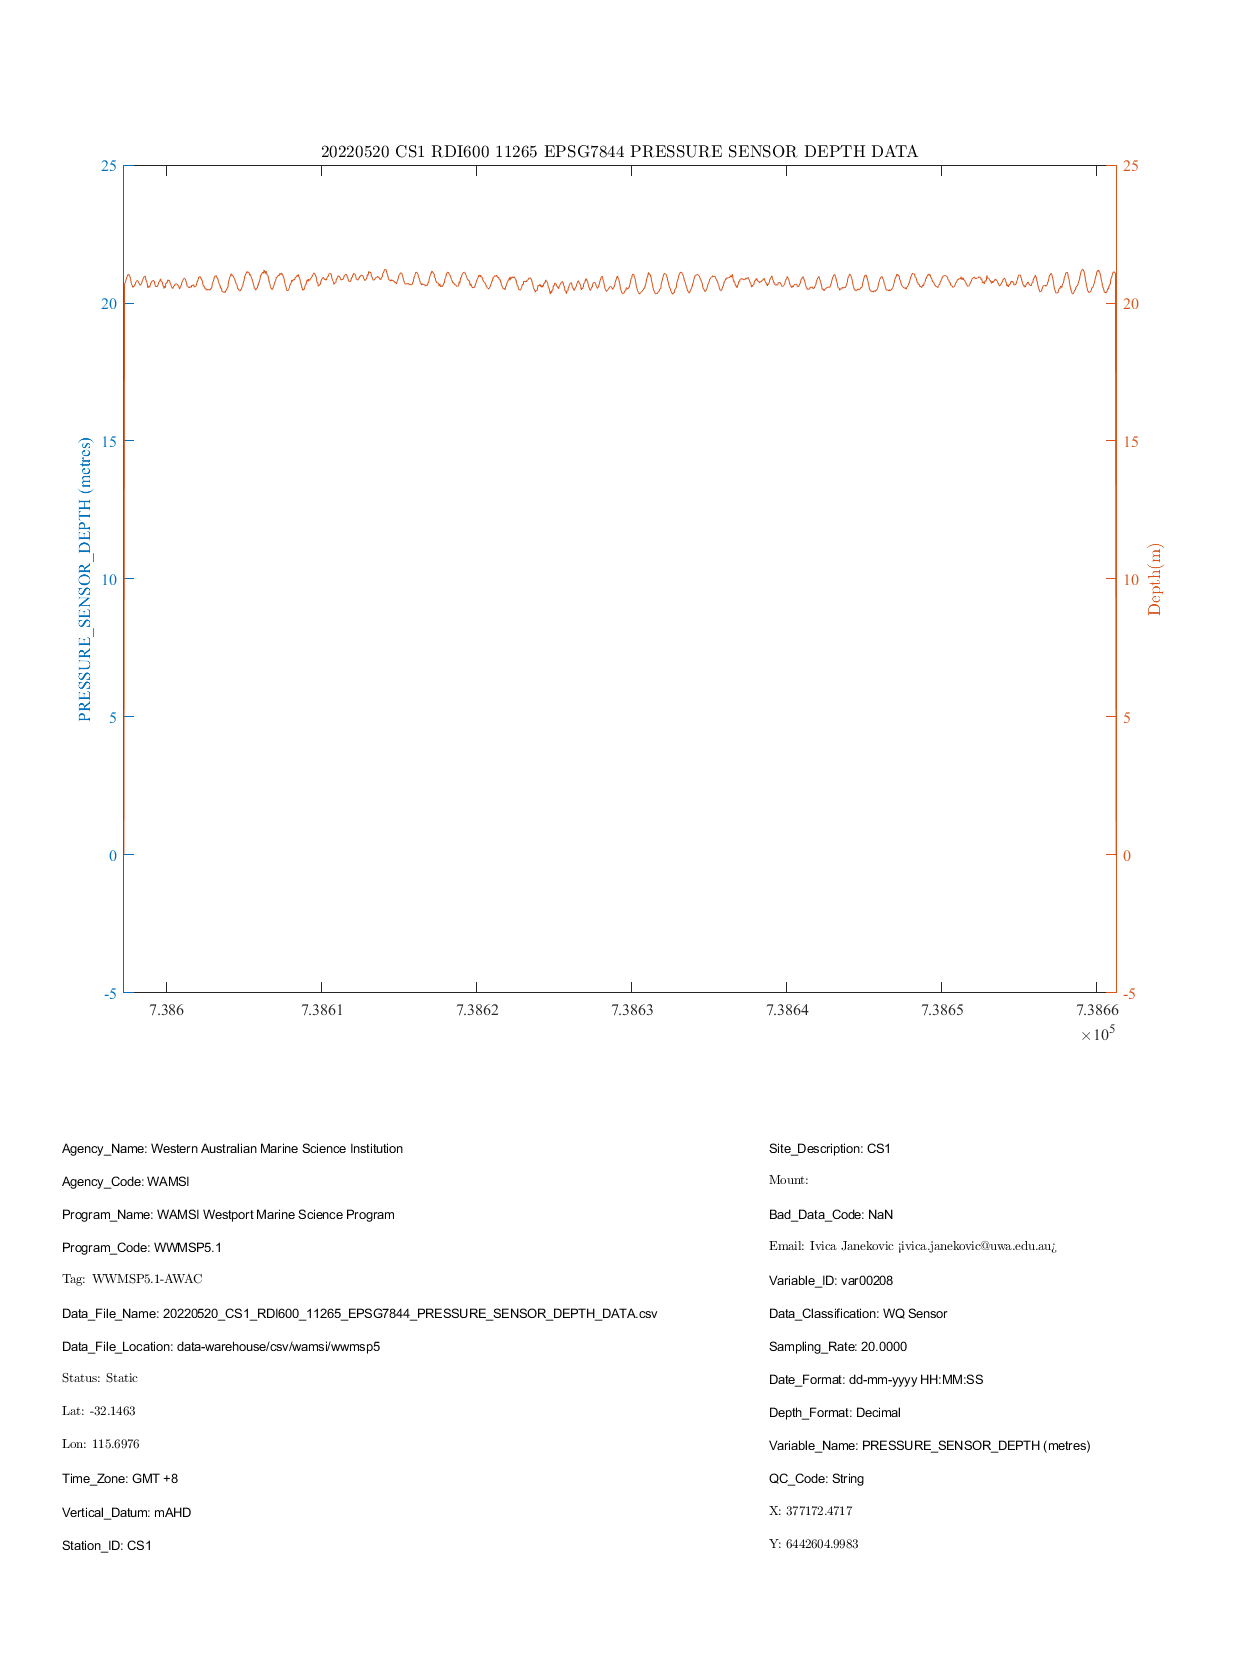 20220520 CS1 RDI600 11265 EPSG7844 PRESSURE SENSOR DEPTH DATA
25
20
15
10
5
0
-5
PRESSURE_SENSOR_DEPTH (metres)
25
20
15
10
5
0
-5
Depth(m)
7.386 7.3861 7.3862 7.3863 7.3864 7.3865 7.3866
×10^5
Agency_Name: Western Australian Marine Science Institution
Agency_Code: WAMSI
Program_Name: WAMSI Westport Marine Science Program
Program_Code: WWMSP5.1
Tag: WWMSP5.1-AWAC
Data_File_Name: 20220520_CS1_RDI600_11265_EPSG7844_PRESSURE_SENSOR_DEPTH_DATA.csv
Data_File_Location: data-warehouse/csv/wamsi/wwmsp5
Status: Static
Lat: -32.1463
Lon: 115.6976
Time_Zone: GMT +8
Vertical_Datum: mAHD
Station_ID: CS1
Site_Description: CS1
Mount:
Bad_Data_Code: NaN
Email: Ivica Janekovic ¡ivica.janekovic@uwa.edu.au¿
Variable_ID: var00208
Data_Classification: WQ Sensor
Sampling_Rate: 20.0000
Date_Format: dd-mm-yyyy HH:MM:SS
Depth_Format: Decimal
Variable_Name: PRESSURE_SENSOR_DEPTH (metres)
QC_Code: String
X: 377172.4717
Y: 6442604.9983